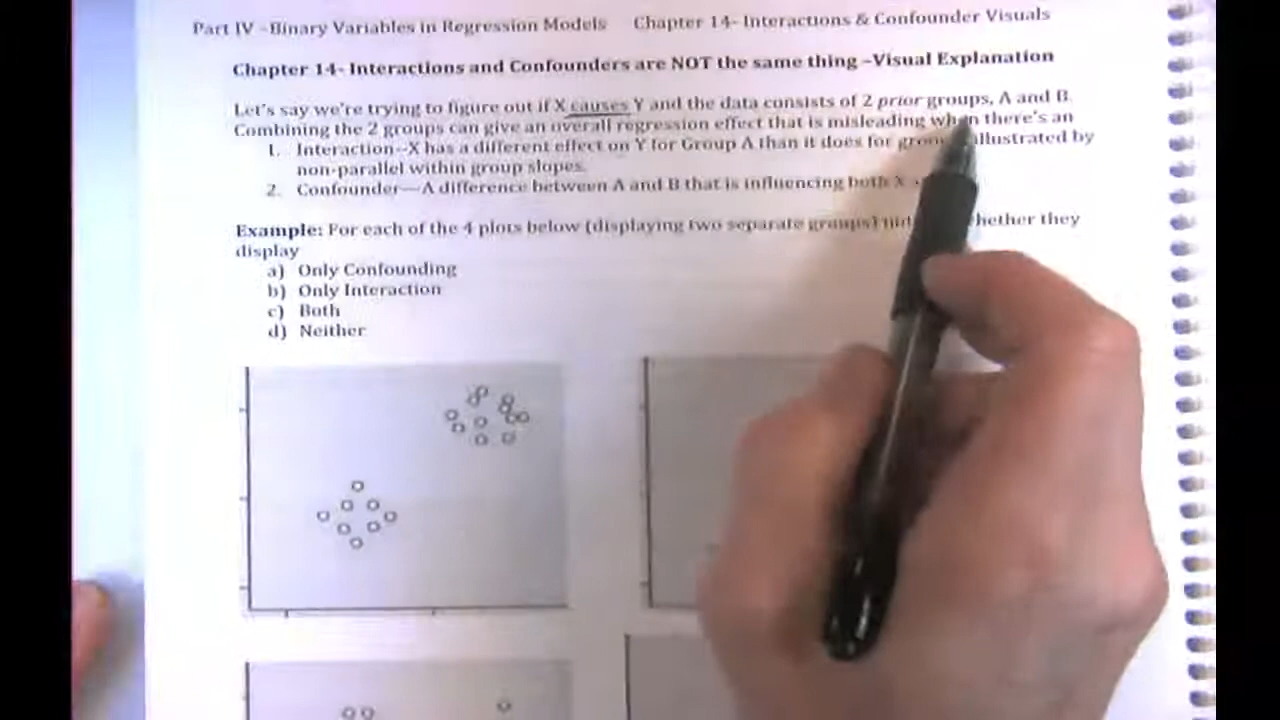 Part IV –Binary Variables in Regression Models Chapter 14- Interactions & Confounder Visuals
Chapter 14- Interactions and Confounders are NOT the same thing –Visual Explanation
Let's say we're trying to figure out if X causes Y and the data consists of 2 prior groups, A and B.
Combining the 2 groups can give an overall regression effect that is misleading when there's an
1. Interaction--X has a different effect on Y for Group A than it does for illustrated by
non-parallel within group slopes.
2. Confounder—A difference between A and B that is influencing both X
Example: For each of the 4 plots below (displaying two separate groups) whether they
display
a) Only Confounding
b) Only Interaction
c) Both
d) Neither